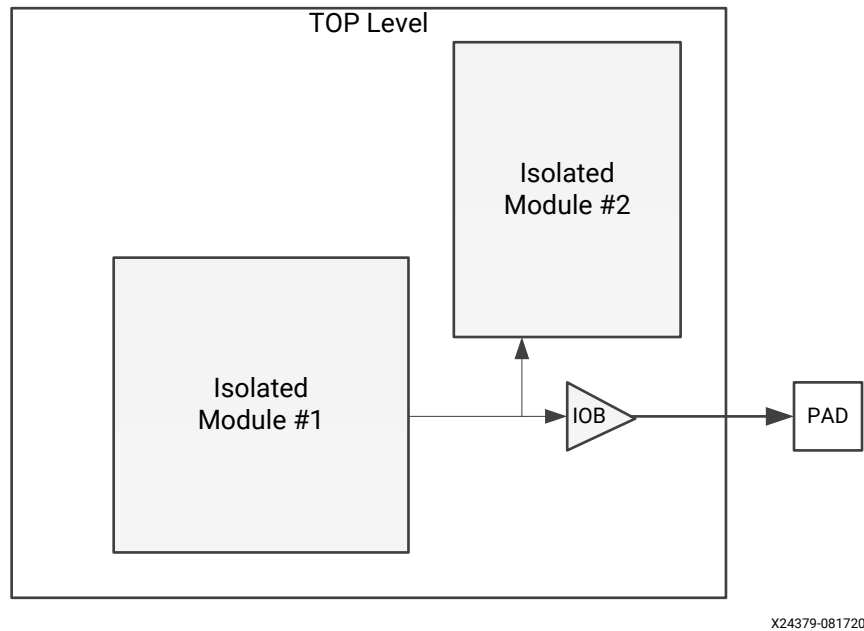 TOP Level
Isolated
Module #2
Isolated
Module #1
IOB
PAD
X24379-081720